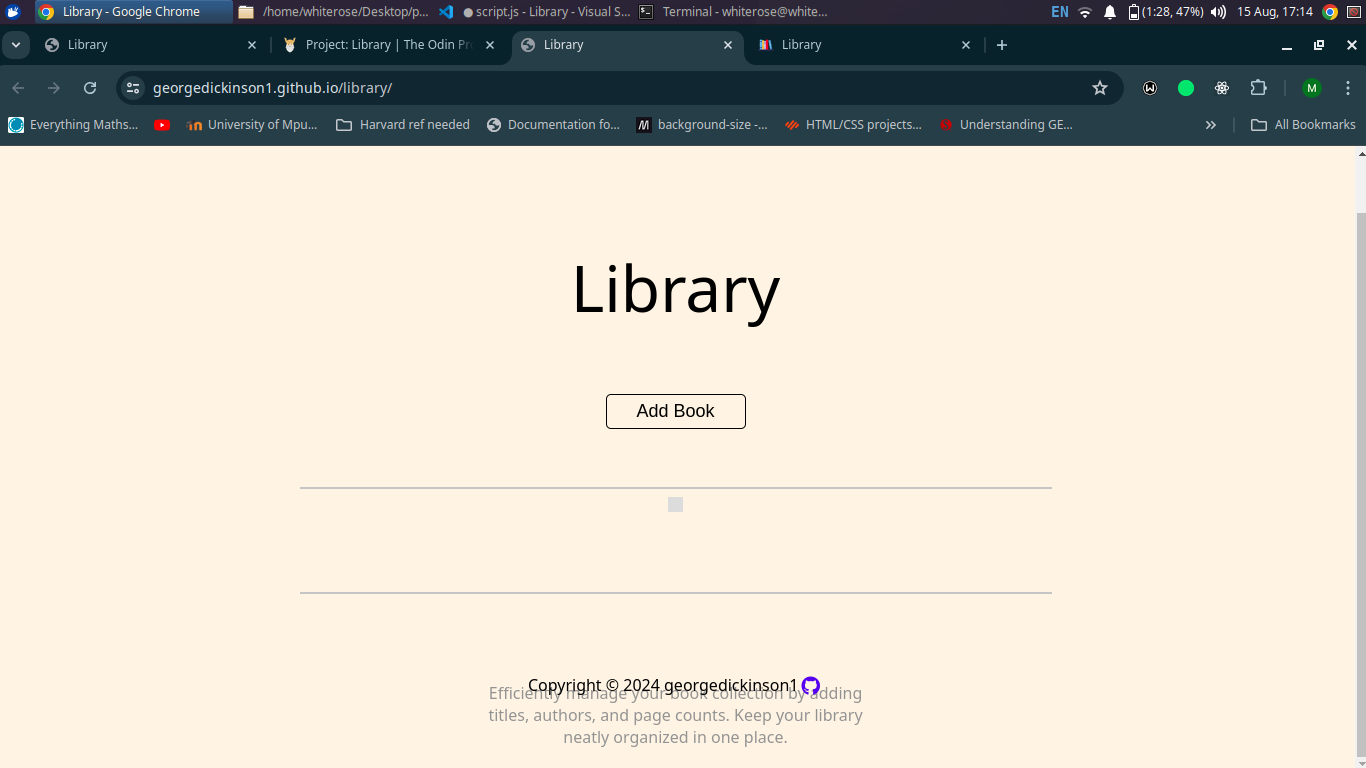 Library - Google Chrome
/home/whiterose/Desktop/p...
script.js - Library - Visual S...
Terminal - whiterose@white...
EN
(1:28, 47%)
15 Aug, 17:14
Library
Project: Library | The Odin Pr
Library
Library
georgedickinson1.github.io/library/
M
Everything Maths...
University of Mpu...
Harvard ref needed
Documentation fo...
background-size -...
HTML/CSS projects...
Understanding GE...
All Bookmarks
Library
Add Book
Copyright © 2024 georgedickinson1
Efficiently manage your book collection by adding
titles, authors, and page counts. Keep your library
neatly organized in one place.